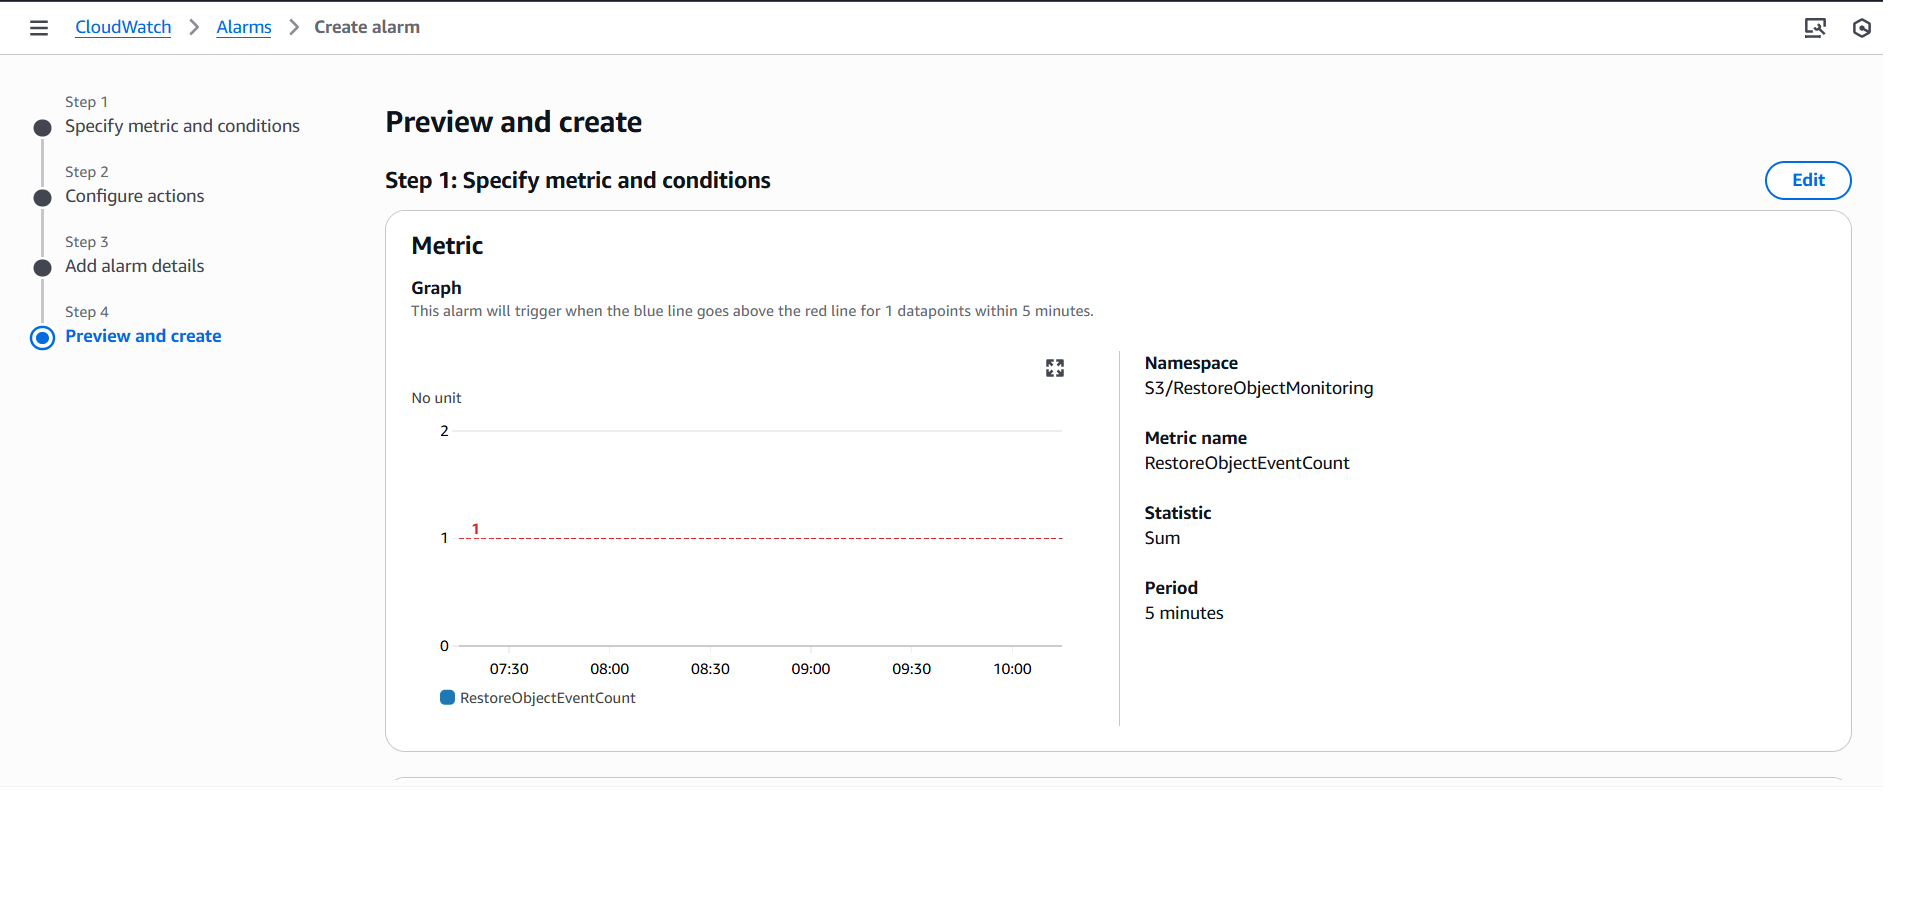 CloudWatch > Alarms > Create alarm
Step 1
Specify metric and conditions
Step 2
Configure actions
Step 3
Add alarm details
Step 4
Preview and create
Preview and create
Step 1: Specify metric and conditions
Edit
Metric
Graph
This alarm will trigger when the blue line goes above the red line for 1 datapoints within 5 minutes.
No unit
2
1
1
0
07:30 08:00 08:30 09:00 09:30 10:00
RestoreObjectEventCount
Namespace
S3/RestoreObjectMonitoring
Metric name
RestoreObjectEventCount
Statistic
Sum
Period
5 minutes